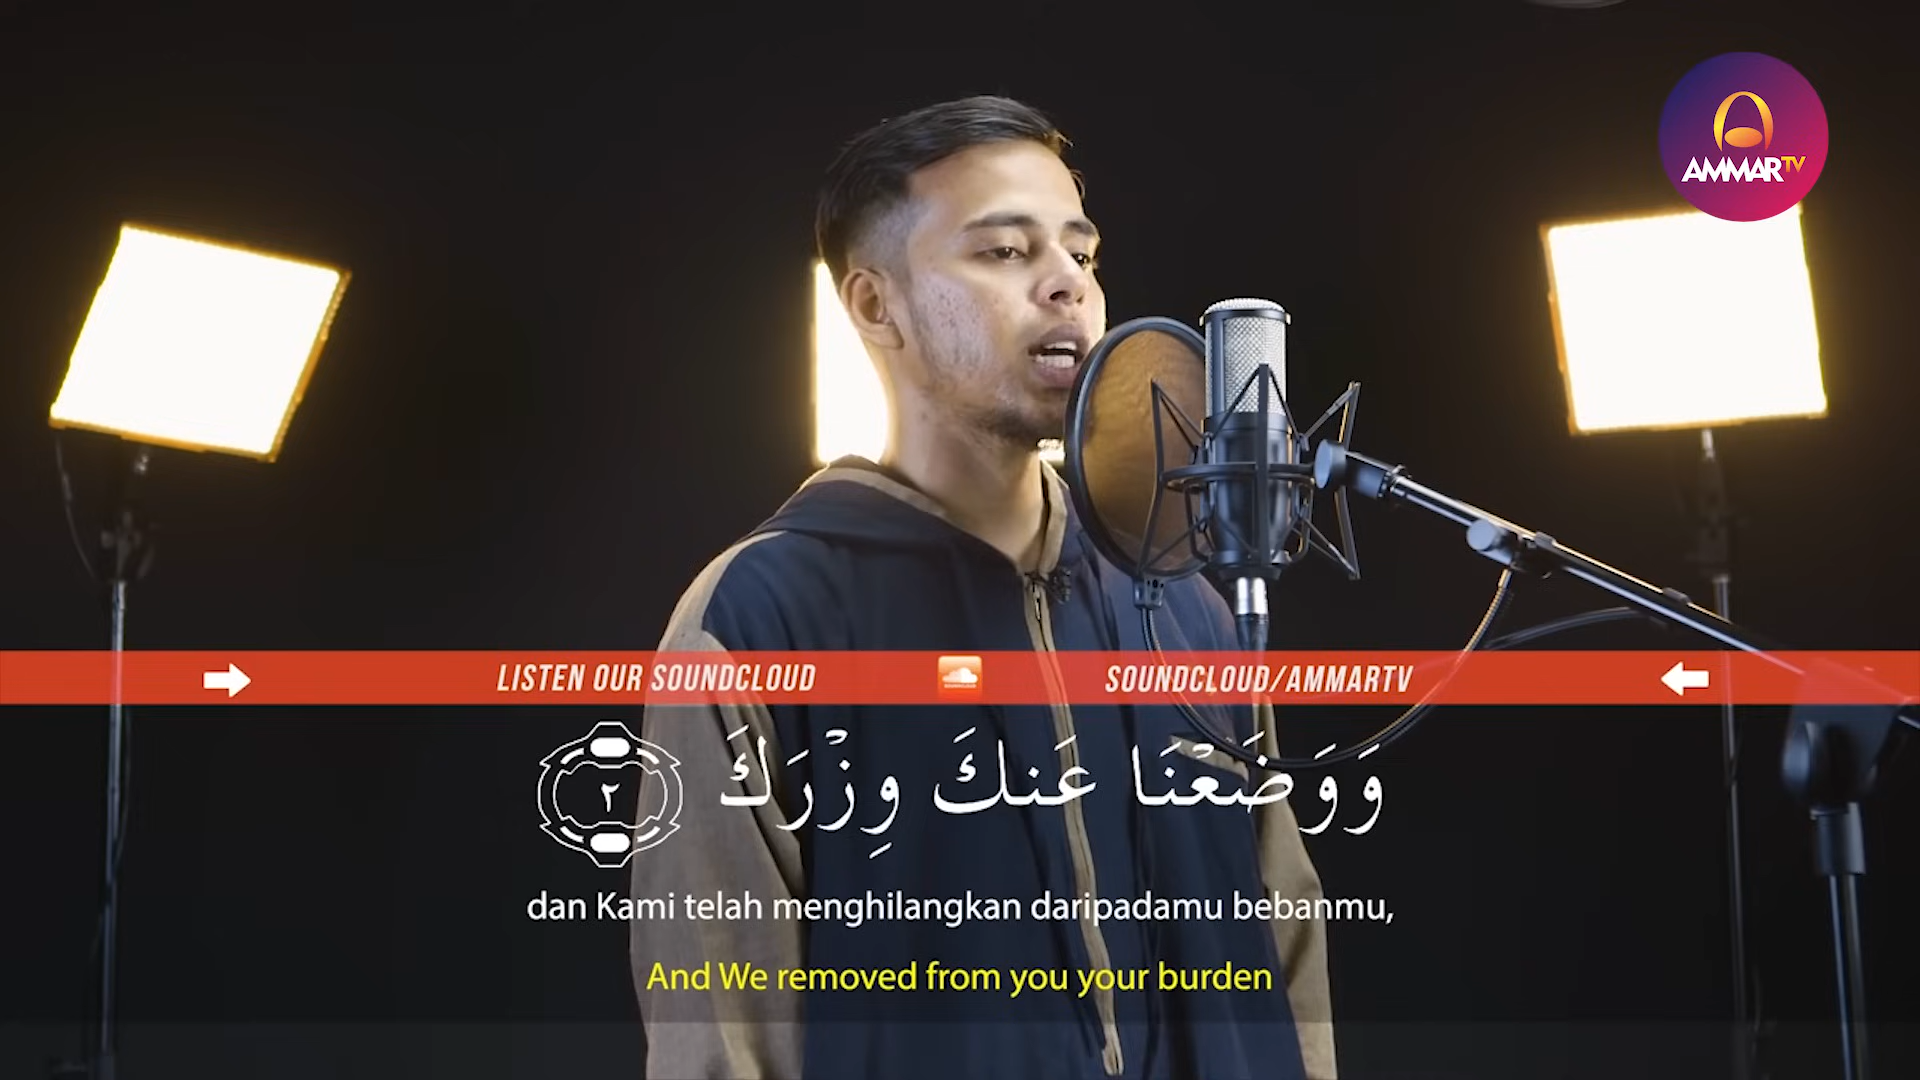 AMMARTV
LISTEN OUR SOUNDCLOUD SOUNDCLOUD/AMMARTV
وَوَضَعْنَا عَنكَ وِزْرَكَ ٢
dan Kami telah menghilangkan daripadamu bebanmu,
And We removed from you your burden